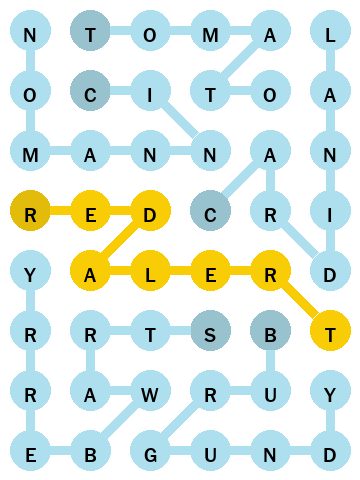 N T O M A L
O C I T O A
M A N N A N
R E D C R I
Y A L E R D
R R T S B T
R A W R U Y
E B G U N D